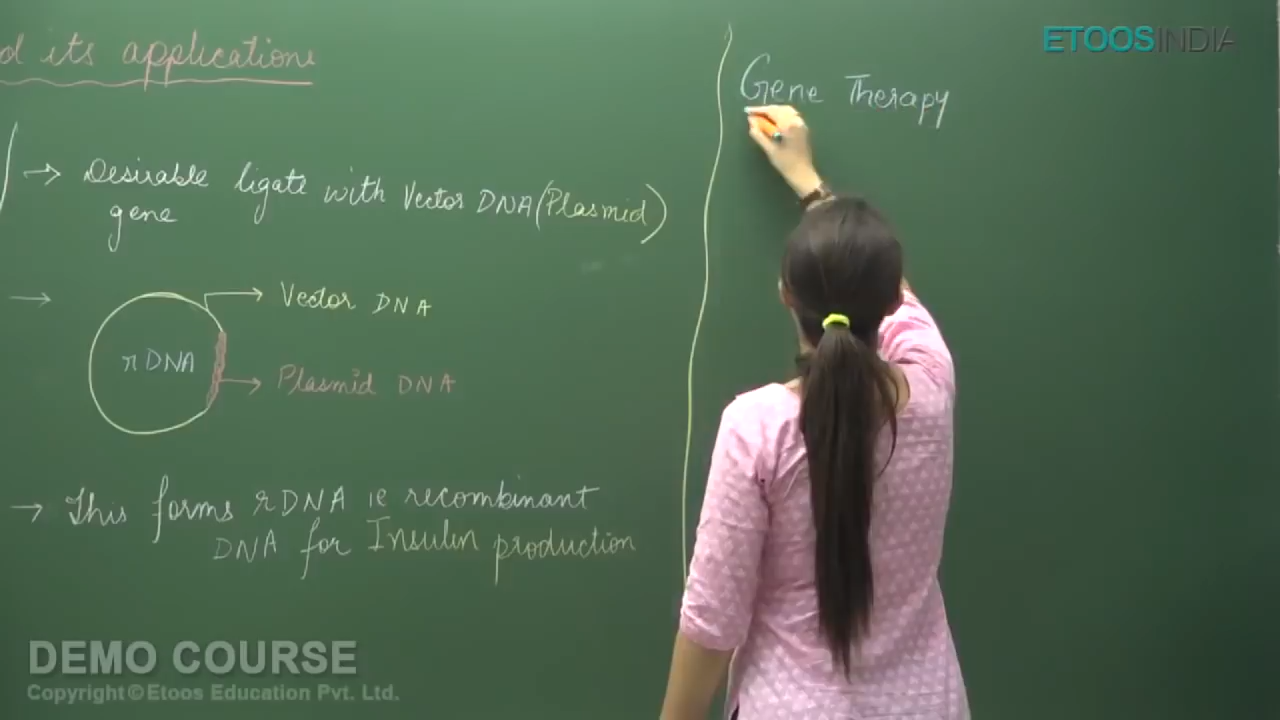 d its applications
→ Desirable ligate with Vector DNA (Plasmid)
gene
→ Vector DNA
rDNA
→ Plasmid DNA
→ This forms rDNA ie recombinant
DNA for Insulin production
Gene Therapy
ETOOSINDIA
DEMO COURSE
Copyright©Etoos Education Pvt. Ltd.